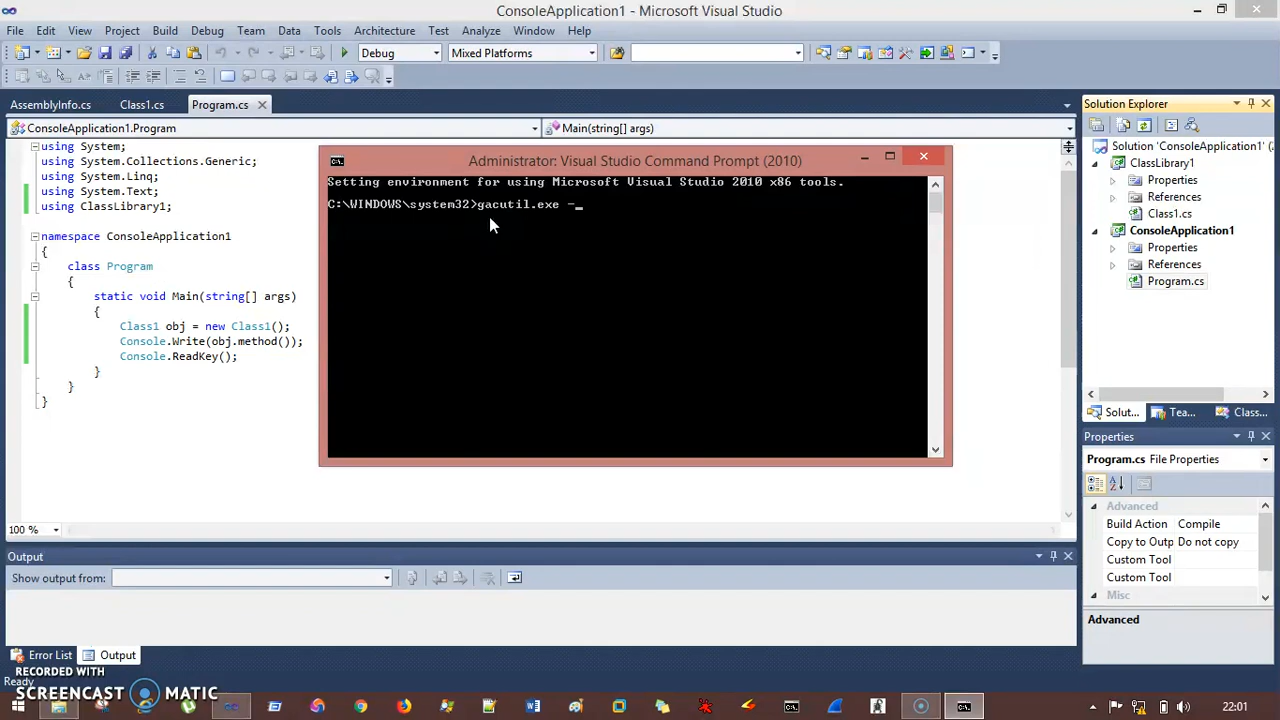 ConsoleApplication1 - Microsoft Visual Studio
File Edit View Project Build Debug Team Data Tools Architecture Test Analyze Window Help
Debug Mixed Platforms
AssemblyInfo.cs Class1.cs Program.cs
ConsoleApplication1.Program Main(string[] args)
using System;
using System.Collections.Generic;
using System.Linq;
using System.Text;
using ClassLibrary1;
namespace ConsoleApplication1
{
class Program
{
static void Main(string[] args)
{
Class1 obj = new Class1();
Console.Write(obj.method());
Console.ReadKey();
}
}
}
100 %
Administrator: Visual Studio Command Prompt (2010)
Setting environment for using Microsoft Visual Studio 2010 x86 tools.
C:\WINDOWS\system32>gacutil.exe -_
Solution Explorer
Solution 'ConsoleApplication1'
ClassLibrary1
Properties
References
Class1.cs
ConsoleApplication1
Properties
References
Program.cs
Solut... Tea... Class...
Properties
Program.cs File Properties
Advanced
Build Action Compile
Copy to Outp Do not copy
Custom Tool
Custom Tool
Misc
Advanced
Output
Show output from:
Error List Output
Ready
RECORDED WITH
SCREENCAST MATIC
22:01